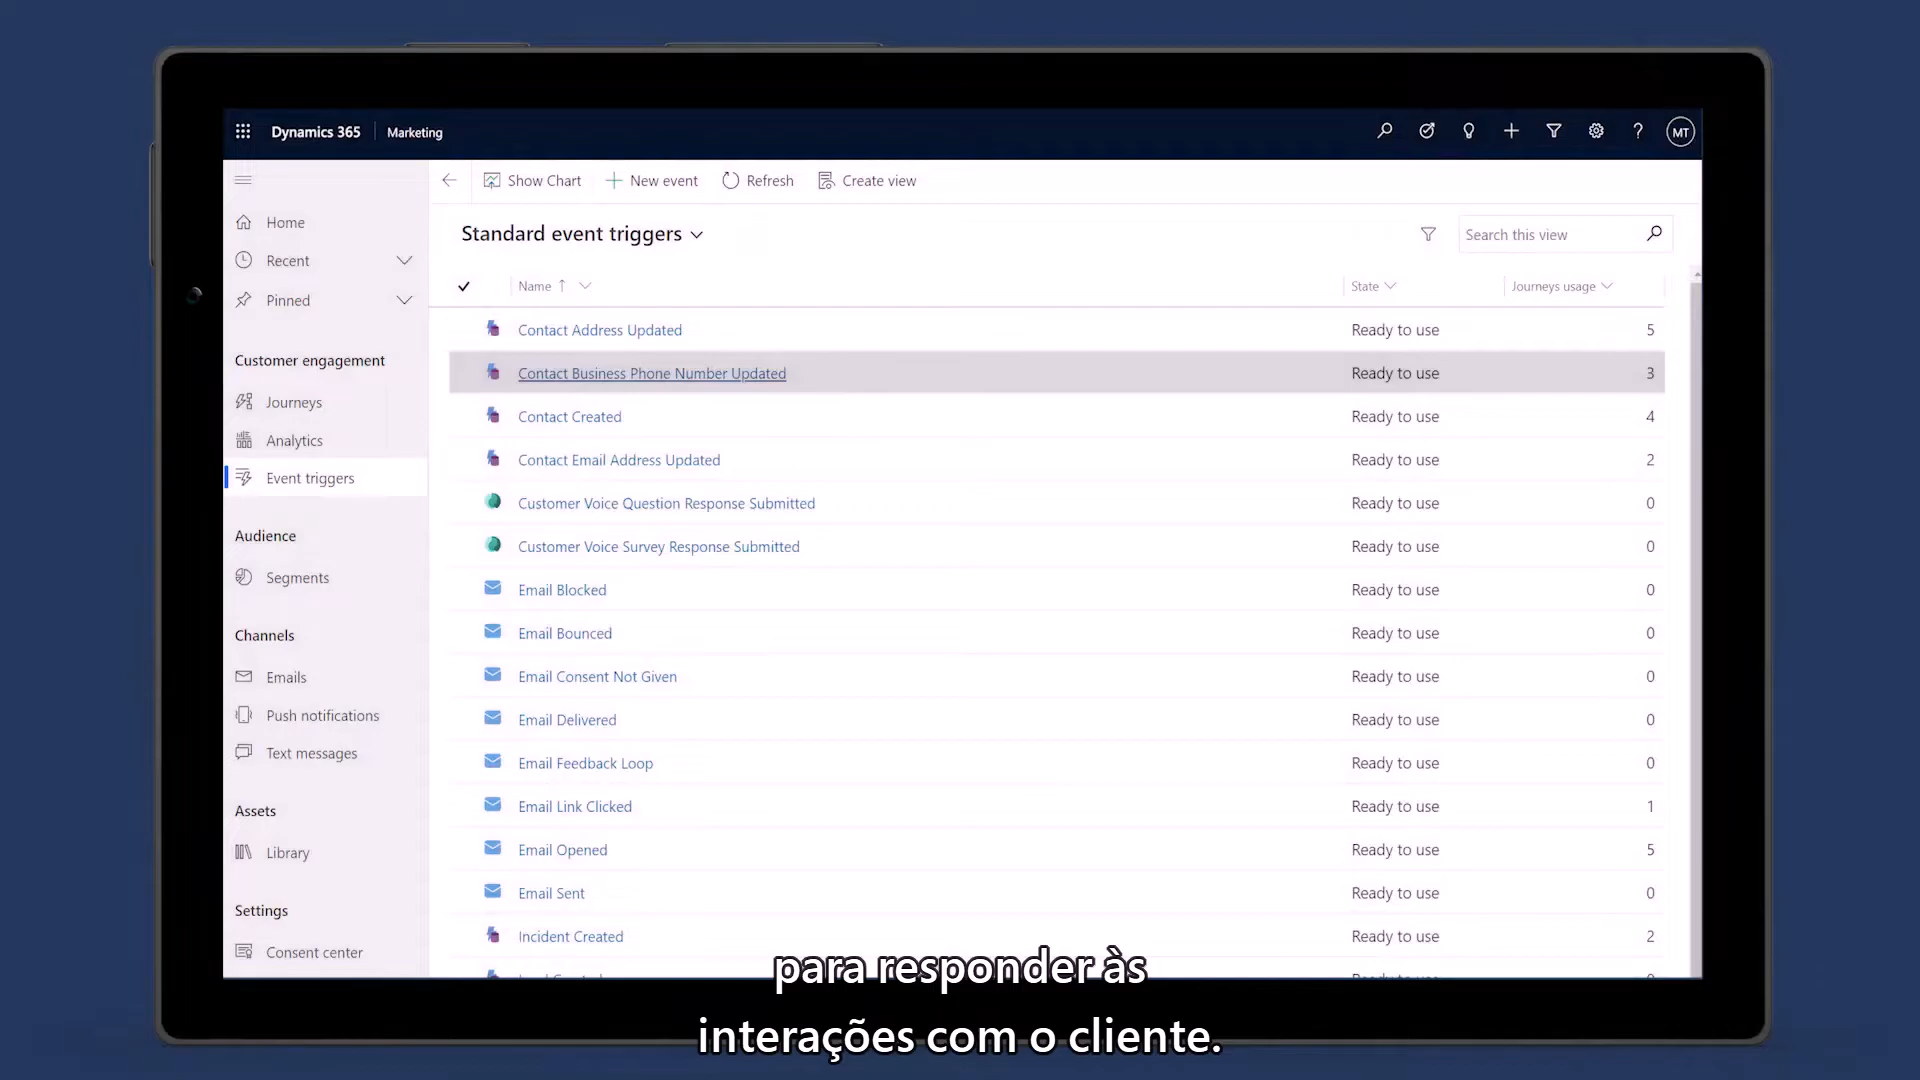 Dynamics 365 Marketing MT
Show Chart New event Refresh Create view
Home
Recent
Pinned
Customer engagement
Journeys
Analytics
Event triggers
Audience
Segments
Channels
Emails
Push notifications
Text messages
Assets
Library
Settings
Consent center
Standard event triggers Search this view
Name State Journeys usage
Contact Address Updated Ready to use 5
Contact Business Phone Number Updated Ready to use 3
Contact Created Ready to use 4
Contact Email Address Updated Ready to use 2
Customer Voice Question Response Submitted Ready to use 0
Customer Voice Survey Response Submitted Ready to use 0
Email Blocked Ready to use 0
Email Bounced Ready to use 0
Email Consent Not Given Ready to use 0
Email Delivered Ready to use 0
Email Feedback Loop Ready to use 0
Email Link Clicked Ready to use 1
Email Opened Ready to use 5
Email Sent Ready to use 0
Incident Created Ready to use 2
para responder às
interações com o cliente.